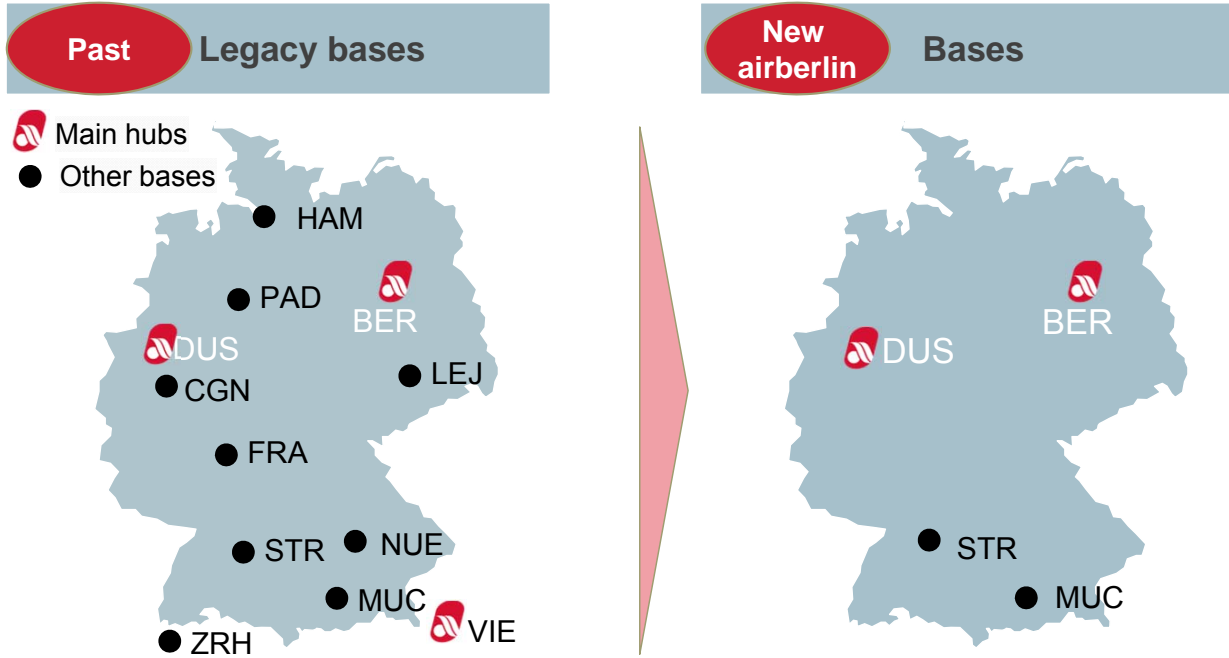 Past
Legacy bases
Main hubs
Other bases
HAM
PAD
BER
DUS
CGN
LEJ
FRA
STR
NUE
MUC
VIE
ZRH
New
airberlin
Bases
BER
DUS
STR
MUC